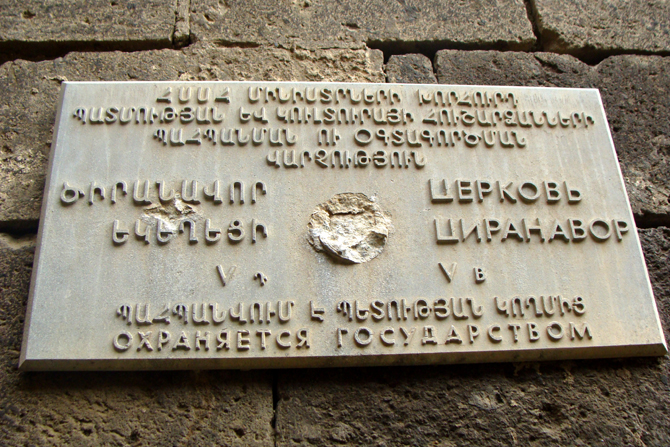 ՀՍՍՀ ՄԻՆԻՍՏՐՆԵՐԻ ԽՈՐՀՈՒՐԴ
ՊԱՏՄՈՒԹՅԱՆ ԵՎ ԿՈՒԼՏՈՒՐԱՅԻ ՀՈՒՇԱՐՁԱՆՆԵՐԻ
ՊԱՀՊԱՆՄԱՆ ՈՒ ՕԳՏԱԳՈՐԾՄԱՆ
ՎԱՐՉՈՒԹՅՈՒՆ
ԾԻՐԱՆԱՎՈՐ
ԵԿԵՂԵՑԻ
V դ
ЦЕРКОВЬ
ЦИРАНАВОР
V в
ՊԱՀՊԱՆՎՈՒՄ Է ՊԵՏՈՒԹՅԱՆ ԿՈՂՄԻՑ
ОХРАНЯЕТСЯ ГОСУДАРСТВОМ